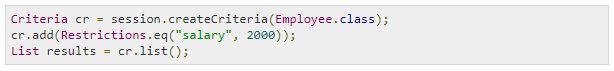 Criteria cr = session.createCriteria(Employee.class);
cr.add(Restrictions.eq("salary", 2000));
List results = cr.list();